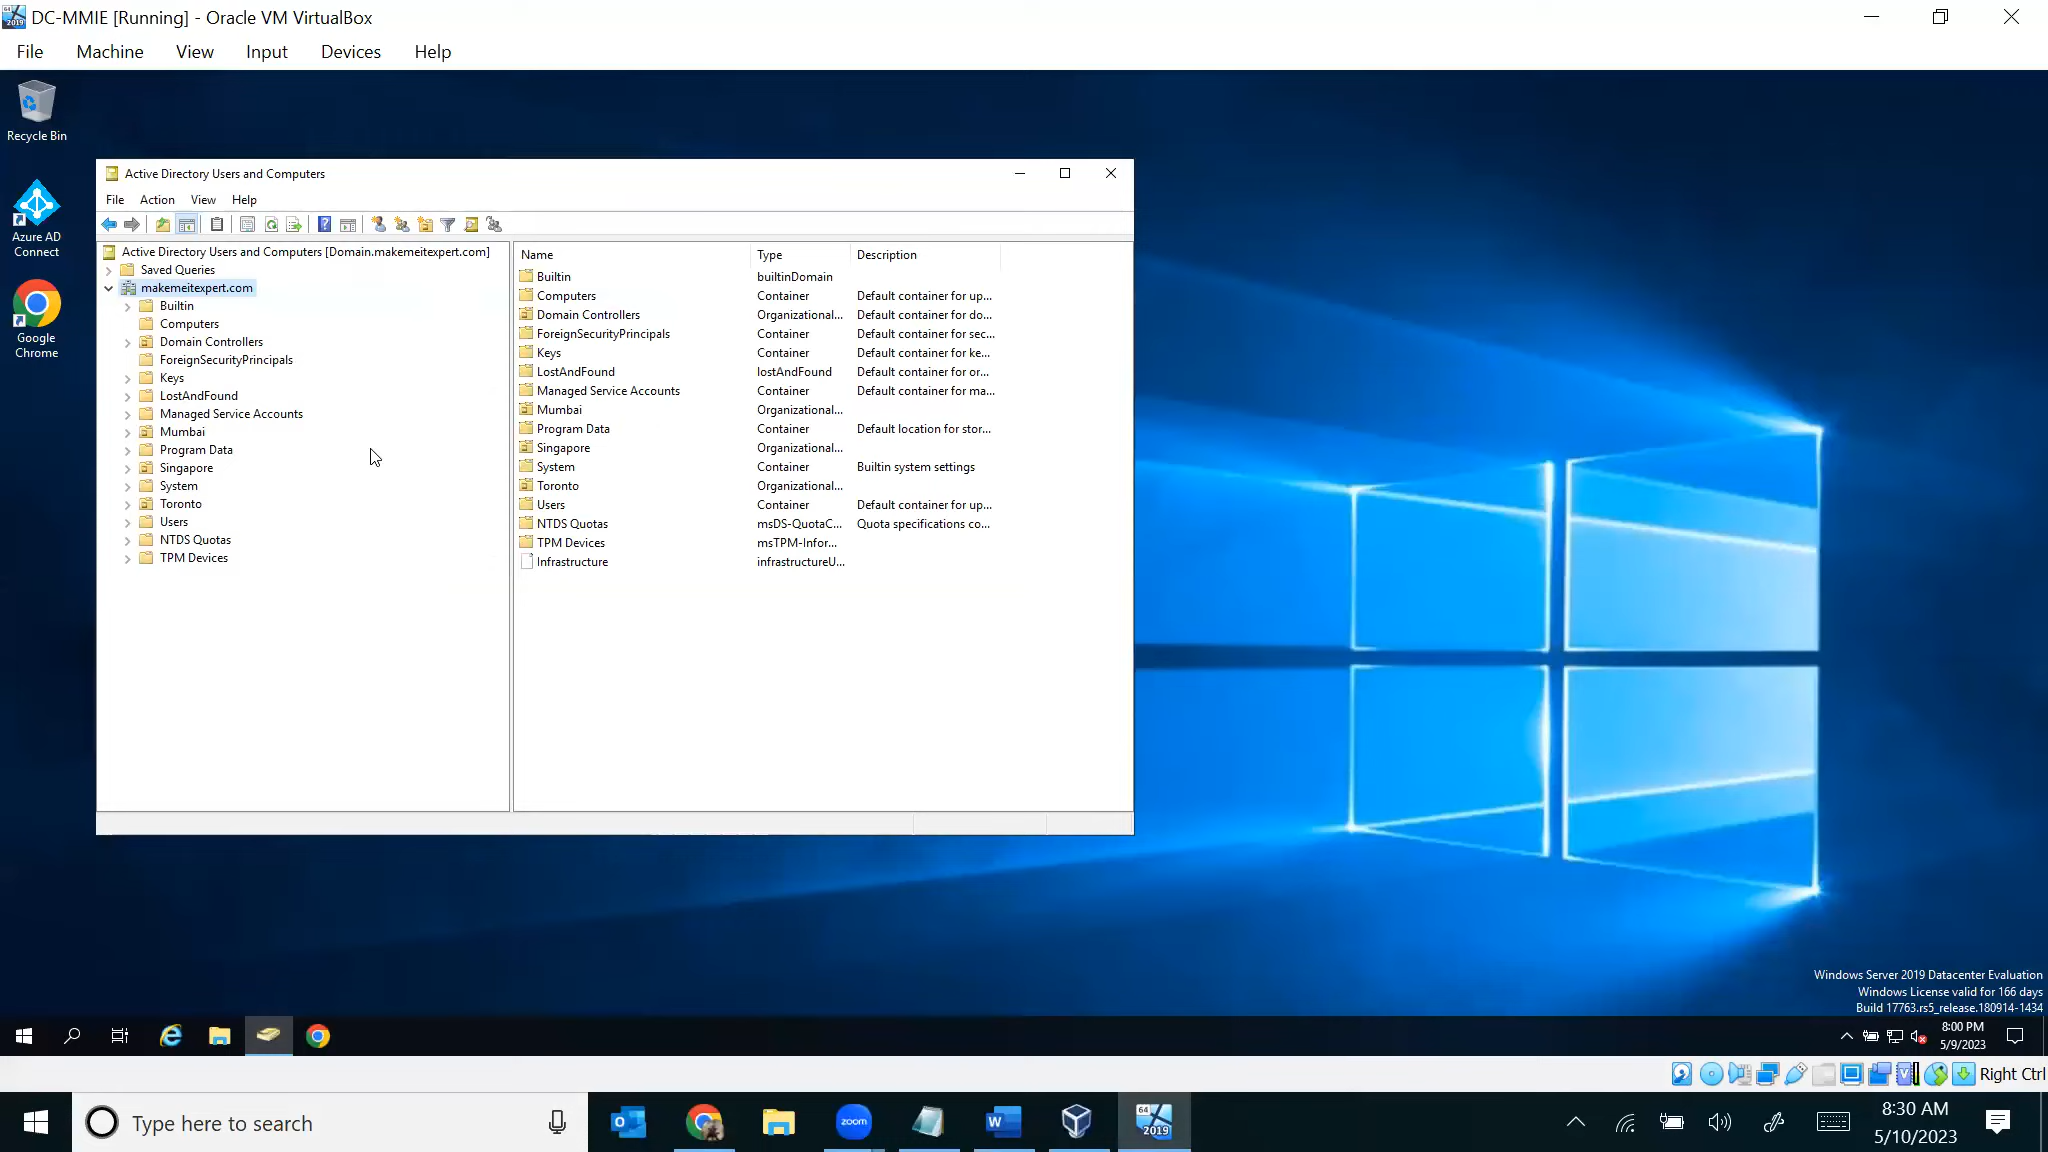 DC-MMIE [Running] - Oracle VM VirtualBox
File Machine View Input Devices Help
Recycle Bin
Azure AD
Connect
Google
Chrome
Active Directory Users and Computers
File Action View Help
Active Directory Users and Computers [Domain.makemeitexpert.com]
Saved Queries
makemeitexpert.com
Builtin
Computers
Domain Controllers
ForeignSecurityPrincipals
Keys
LostAndFound
Managed Service Accounts
Mumbai
Program Data
Singapore
System
Toronto
Users
NTDS Quotas
TPM Devices
Name Type Description
Builtin builtinDomain
Computers Container Default container for up...
Domain Controllers Organizational... Default container for do...
ForeignSecurityPrincipals Container Default container for sec...
Keys Container Default container for ke...
LostAndFound lostAndFound Default container for or...
Managed Service Accounts Container Default container for ma...
Mumbai Organizational...
Program Data Container Default location for stor...
Singapore Organizational...
System Container Builtin system settings
Toronto Organizational...
Users Container Default container for up...
NTDS Quotas msDS-QuotaC... Quota specifications co...
TPM Devices msTPM-Infor...
Infrastructure infrastructureU...
Windows Server 2019 Datacenter Evaluation
Windows License valid for 166 days
Build 17763.rs5_release.180914-1434
8:00 PM
5/9/2023
Right Ctrl
Type here to search
zoom
64
2019
8:30 AM
5/10/2023